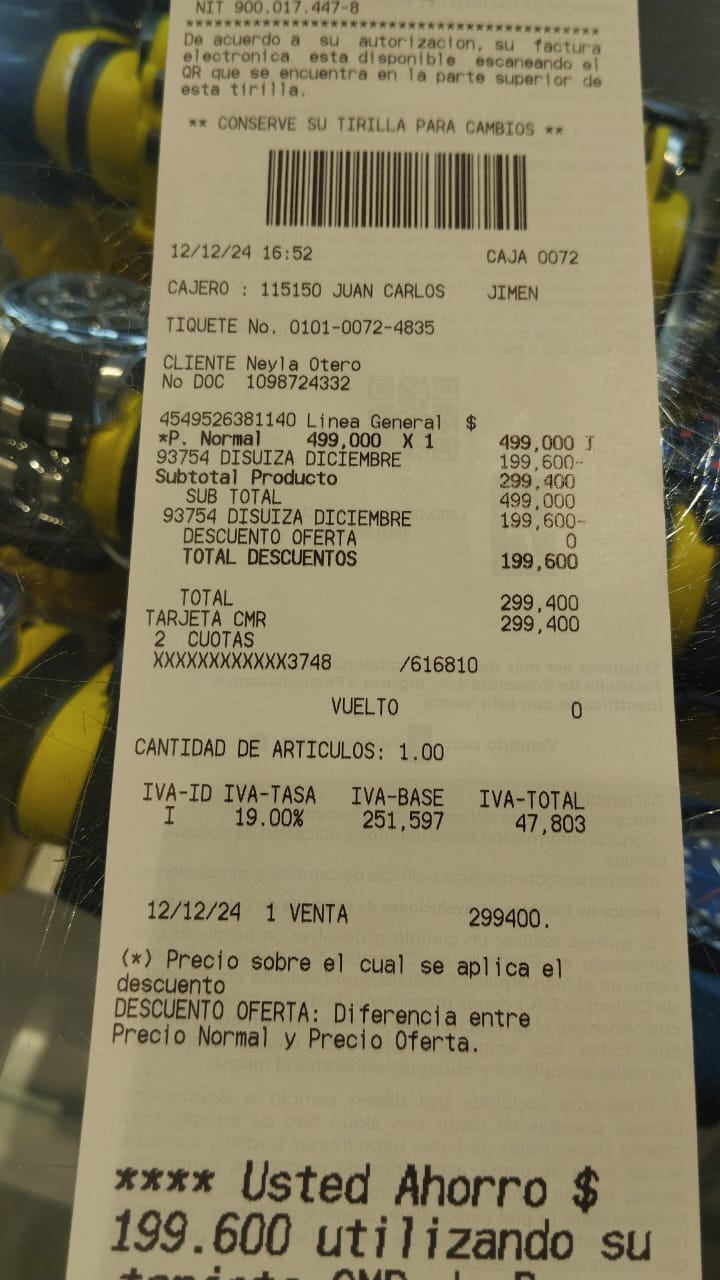 NIT 900.017.447-8
******************************************
De acuerdo a su autorizacion, su factura
electronica esta disponible escaneando el
QR que se encuentra en la parte superior de
esta tirilla.
** CONSERVE SU TIRILLA PARA CAMBIOS **
12/12/24 16:52 CAJA 0072
CAJERO : 115150 JUAN CARLOS JIMEN
TIQUETE No. 0101-0072-4835
CLIENTE Neyla Otero
No DOC 1098724332
4549526381140 Linea General $
*P. Normal 499,000 X 1 499,000 I
93754 DISUIZA DICIEMBRE 199,600-
Subtotal Producto 299,400
SUB TOTAL 499,000
93754 DISUIZA DICIEMBRE 199,600-
DESCUENTO OFERTA 0
TOTAL DESCUENTOS 199,600
TOTAL 299,400
TARJETA CMR 299,400
2 CUOTAS
XXXXXXXXXXXX3748 /616810
VUELTO 0
CANTIDAD DE ARTICULOS: 1.00
IVA-ID IVA-TASA IVA-BASE IVA-TOTAL
I 19.00% 251,597 47,803
12/12/24 1 VENTA 299400.
(*) Precio sobre el cual se aplica el
descuento
DESCUENTO OFERTA: Diferencia entre
Precio Normal y Precio Oferta.
**** Usted Ahorro $
199.600 utilizando su